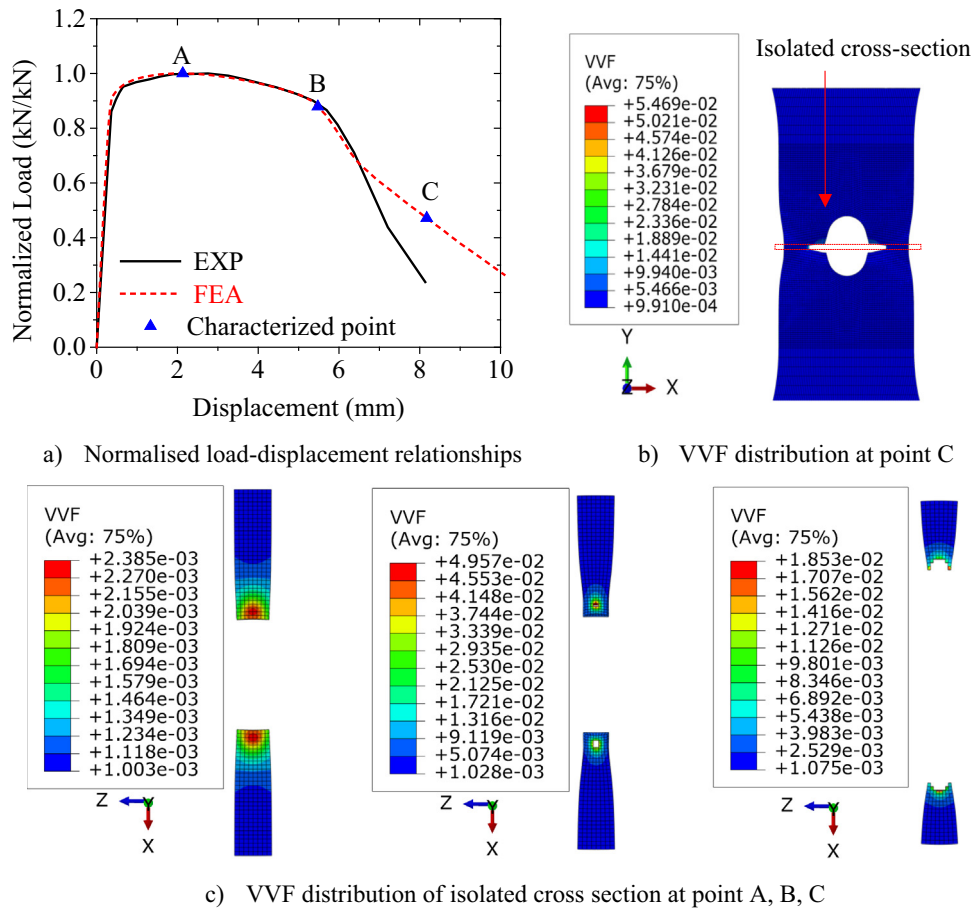 1.2
1.0
0.8
0.6
0.4
0.2
0.0
Normalized Load (kN/kN)
A
B
C
EXP
FEA
Characterized point
0 2 4 6 8 10
Displacement (mm)
a) Normalised load-displacement relationships
Isolated cross-section
VVF
(Avg: 75%)
+5.469e-02
+5.021e-02
+4.574e-02
+4.126e-02
+3.679e-02
+3.231e-02
+2.784e-02
+2.336e-02
+1.889e-02
+1.441e-02
+9.940e-03
+5.466e-03
+9.910e-04
Y
Z X
b) VVF distribution at point C
VVF
(Avg: 75%)
+2.385e-03
+2.270e-03
+2.155e-03
+2.039e-03
+1.924e-03
+1.809e-03
+1.694e-03
+1.579e-03
+1.464e-03
+1.349e-03
+1.234e-03
+1.118e-03
+1.003e-03
Z Y
X
VVF
(Avg: 75%)
+4.957e-02
+4.553e-02
+4.148e-02
+3.744e-02
+3.339e-02
+2.935e-02
+2.530e-02
+2.125e-02
+1.721e-02
+1.316e-02
+9.119e-03
+5.074e-03
+1.028e-03
Z Y
X
VVF
(Avg: 75%)
+1.853e-02
+1.707e-02
+1.562e-02
+1.416e-02
+1.271e-02
+1.126e-02
+9.801e-03
+8.346e-03
+6.892e-03
+5.438e-03
+3.983e-03
+2.529e-03
+1.075e-03
Z Y
X
c) VVF distribution of isolated cross section at point A, B, C